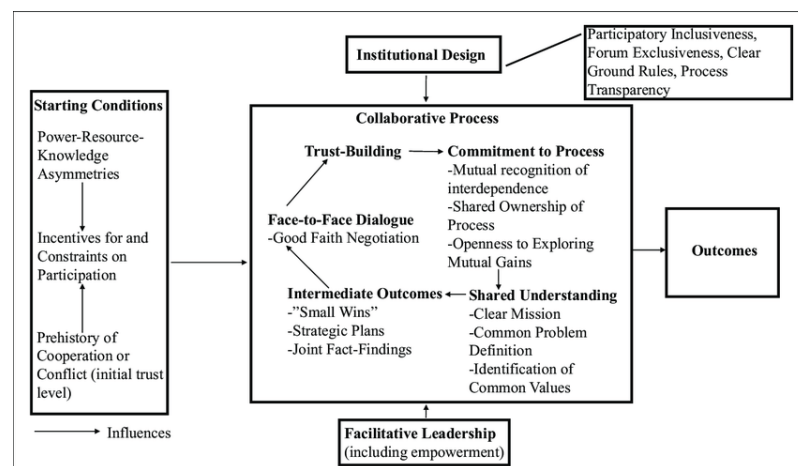 Institutional Design
Participatory Inclusiveness,
Forum Exclusiveness, Clear
Ground Rules, Process
Transparency
Starting Conditions
Power-Resource-
Knowledge
Asymmetries
Incentives for and
Constraints on
Participation
Prehistory of
Cooperation or
Conflict (initial trust
level)
Influences
Collaborative Process
Trust-Building
Commitment to Process
-Mutual recognition of
interdependence
-Shared Ownership of
Process
-Openness to Exploring
Mutual Gains
Face-to-Face Dialogue
-Good Faith Negotiation
Intermediate Outcomes
-”Small Wins”
-Strategic Plans
-Joint Fact-Findings
Shared Understanding
-Clear Mission
-Common Problem
Definition
-Identification of
Common Values
Outcomes
Facilitative Leadership
(including empowerment)